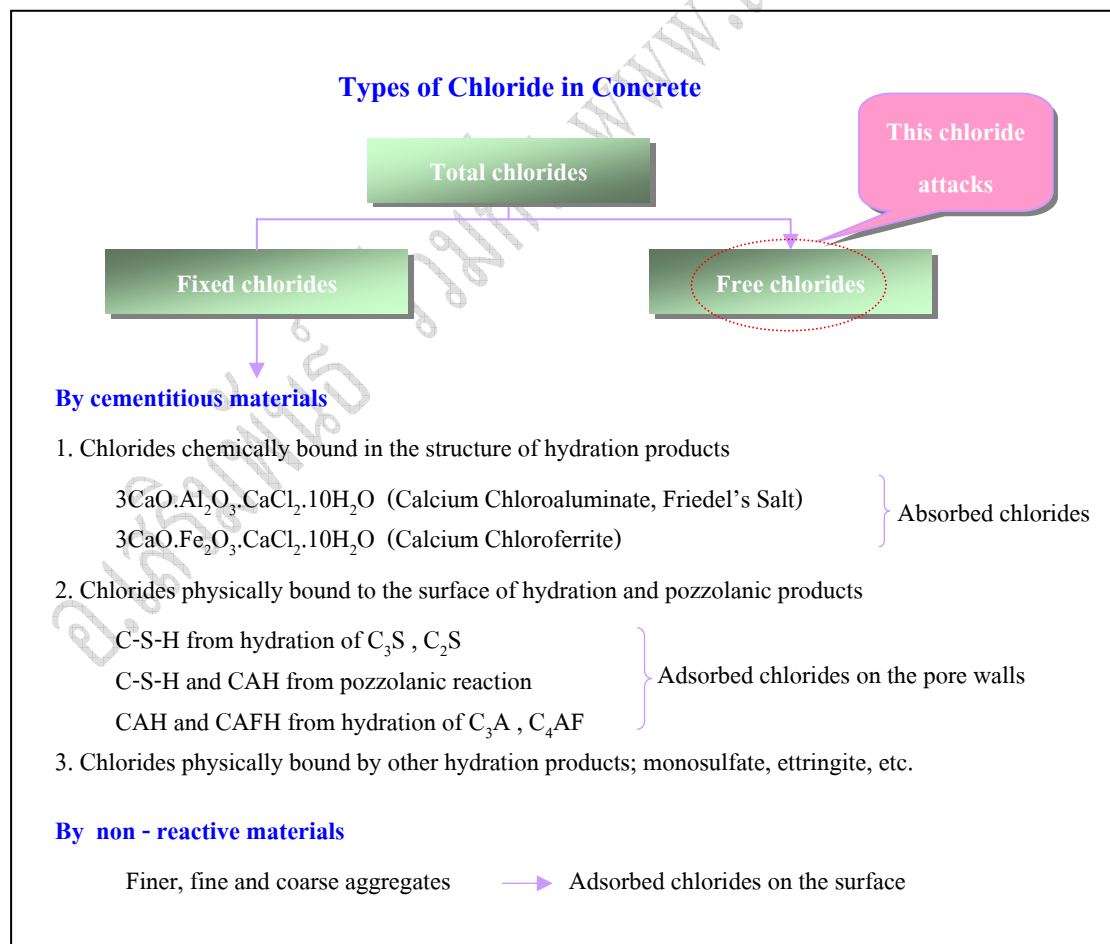 Types of Chloride in Concrete
This chloride
attacks
Total chlorides
Fixed chlorides
Free chlorides
By cementitious materials
1. Chlorides chemically bound in the structure of hydration products
3CaO.Al₂O₃.CaCl₂.10H₂O (Calcium Chloroaluminate, Friedel’s Salt)
3CaO.Fe₂O₃.CaCl₂.10H₂O (Calcium Chloroferrite)
Absorbed chlorides
2. Chlorides physically bound to the surface of hydration and pozzolanic products
C-S-H from hydration of C₃S , C₂S
C-S-H and CAH from pozzolanic reaction
CAH and CAFH from hydration of C₃A , C₄AF
Adsorbed chlorides on the pore walls
3. Chlorides physically bound by other hydration products; monosulfate, ettringite, etc.
By non - reactive materials
Finer, fine and coarse aggregates
Adsorbed chlorides on the surface
www.